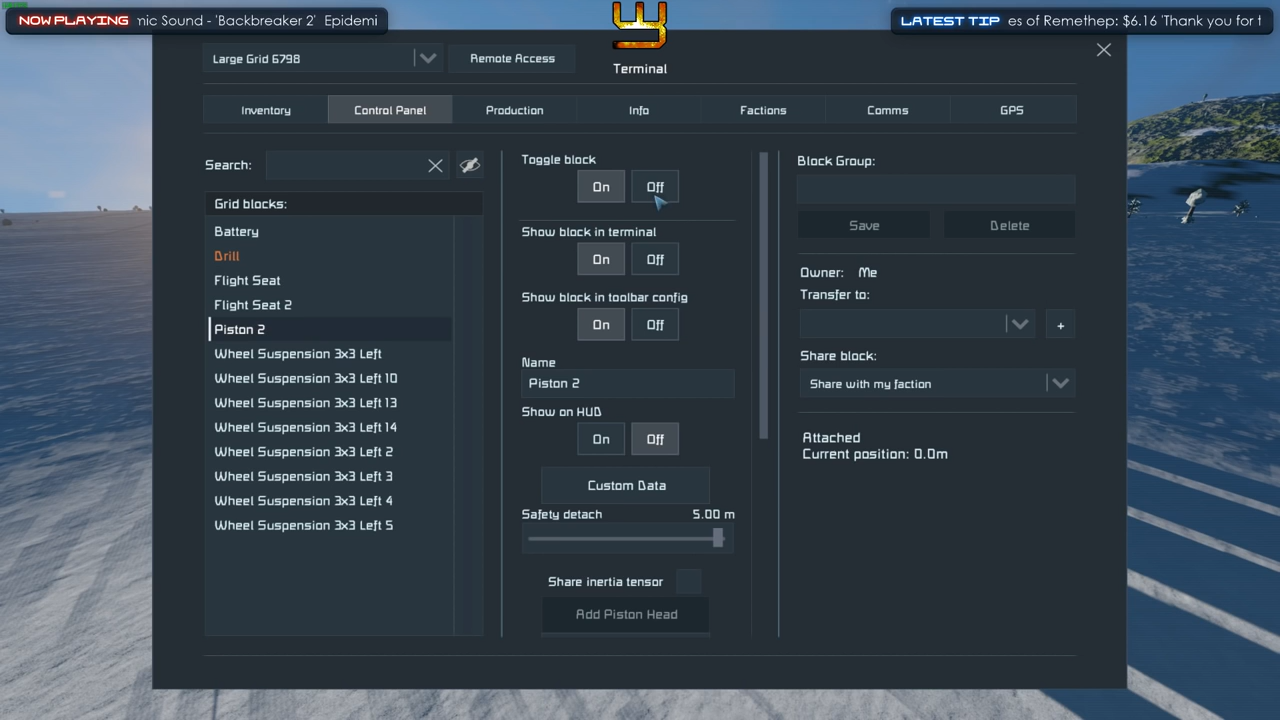 NOW PLAYING nic Sound - 'Backbreaker 2' Epidemi
LATEST TIP es of Remethep: $6.16 'Thank you for t
Large Grid 6798
Remote Access
Terminal
Inventory
Control Panel
Production
Info
Factions
Comms
GPS
Search:
Grid blocks:
Battery
Drill
Flight Seat
Flight Seat 2
Piston 2
Wheel Suspension 3x3 Left
Wheel Suspension 3x3 Left 10
Wheel Suspension 3x3 Left 13
Wheel Suspension 3x3 Left 14
Wheel Suspension 3x3 Left 2
Wheel Suspension 3x3 Left 3
Wheel Suspension 3x3 Left 4
Wheel Suspension 3x3 Left 5
Toggle block
On Off
Show block in terminal
On Off
Show block in toolbar config
On Off
Name
Piston 2
Show on HUD
On Off
Custom Data
Safety detach 5.00 m
Share inertia tensor
Add Piston Head
Block Group:
Save Delete
Owner: Me
Transfer to:
+
Share block:
Share with my faction
Attached
Current position: 0.0m